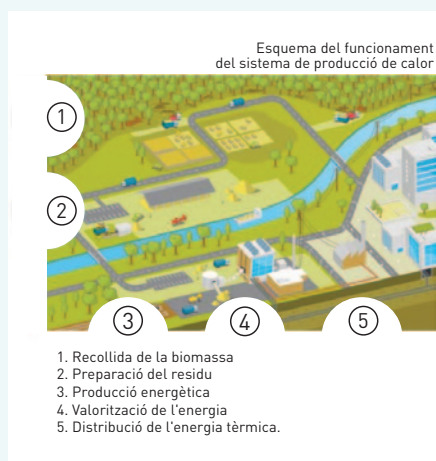 Esquema del funcionament
del sistema de producció de calor
1
2
3
4
5
1. Recollida de la biomassa
2. Preparació del residu
3. Producció energètica
4. Valorització de l'energia
5. Distribució de l'energia tèrmica.